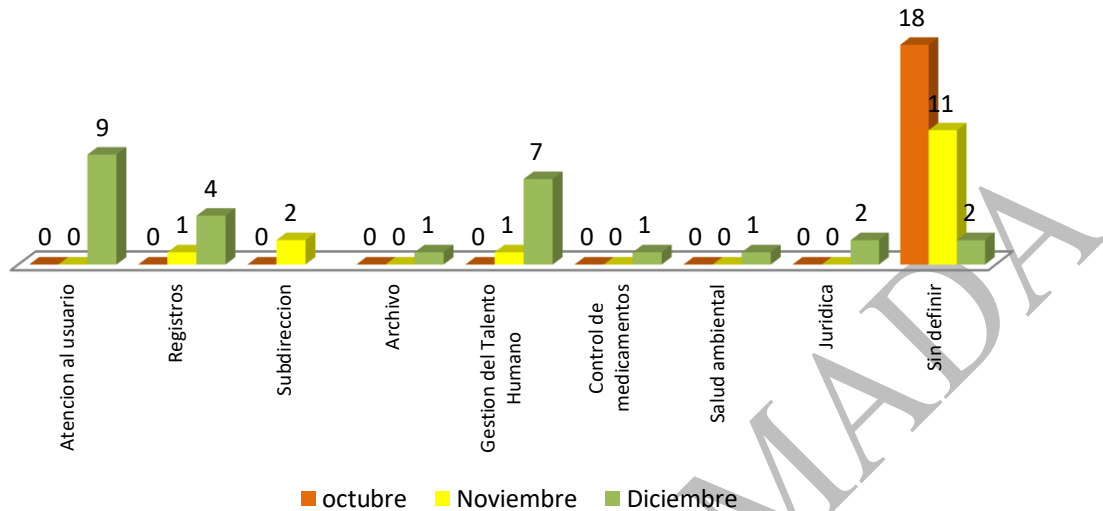 18
11
9
7
4
2
2
2
1
1
1
1
1
0 0
0
0
0 0
0
0 0
0 0
0 0
Atencion al usuario
Registros
Subdireccion
Archivo
Gestion del Talento
Humano
Control de
medicamentos
Salud ambiental
Juridica
Sin definir
octubre
Noviembre
Diciembre
MADA